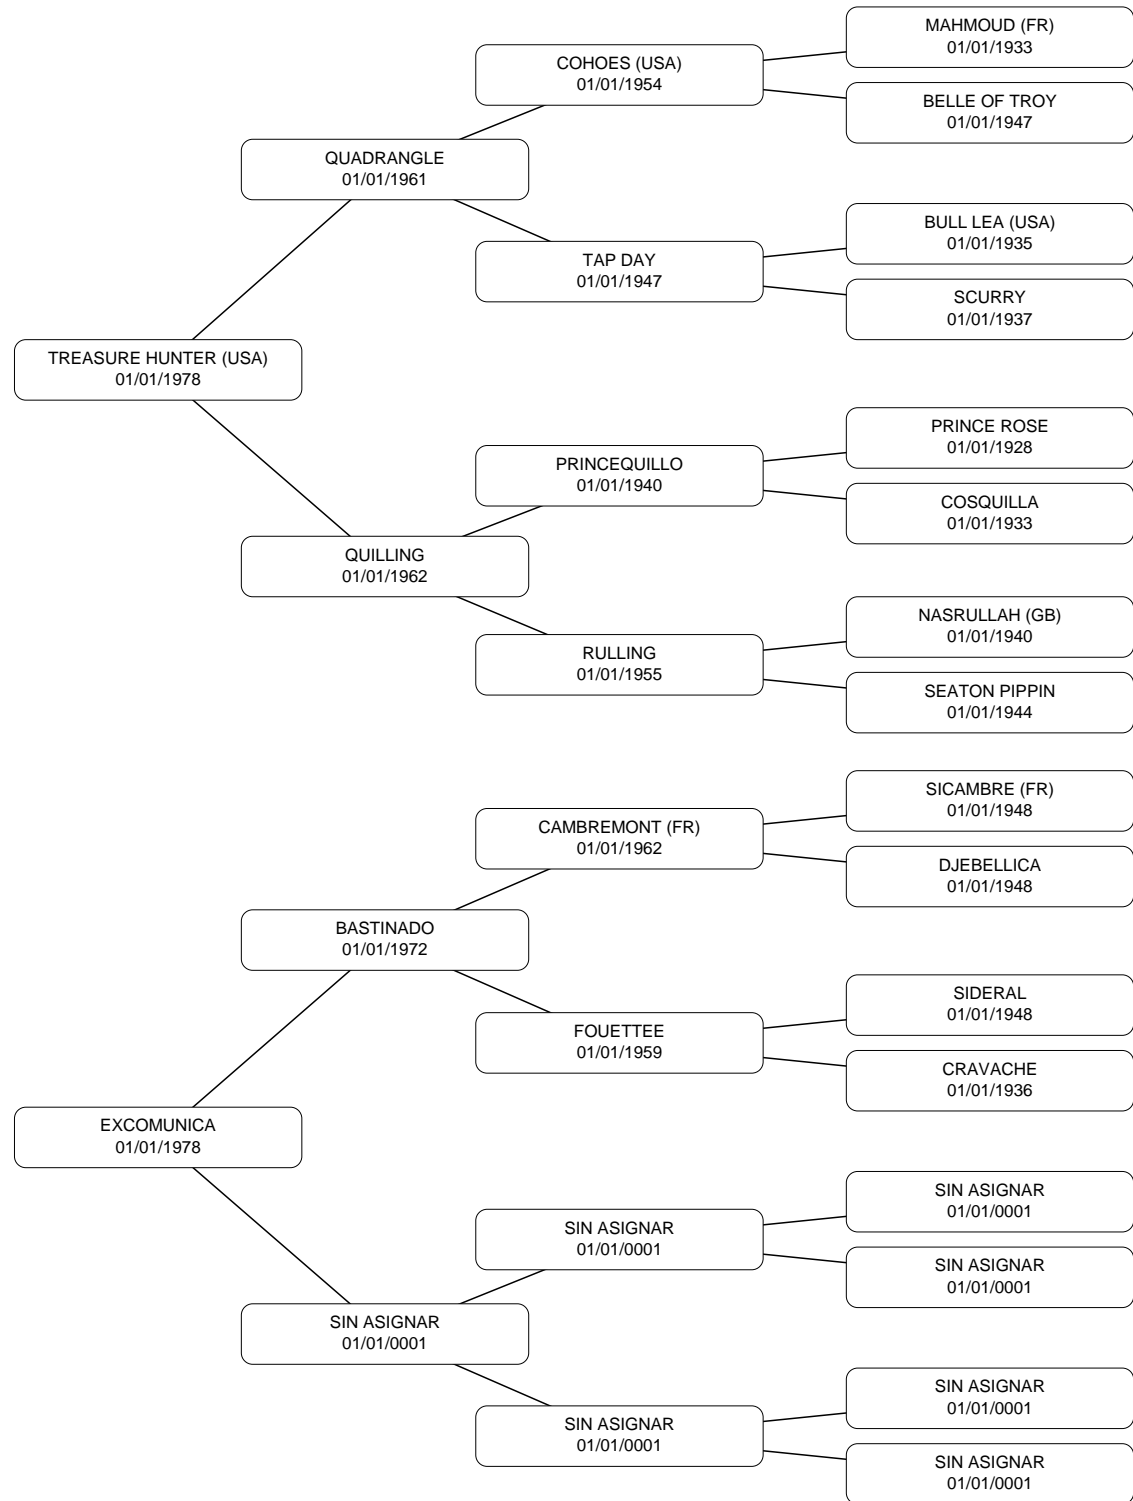 MAHMOUD (FR)
01/01/1933
COHOES (USA)
01/01/1954
BELLE OF TROY
01/01/1947
QUADRANGLE
01/01/1961
BULL LEA (USA)
01/01/1935
TAP DAY
01/01/1947
SCURRY
01/01/1937
TREASURE HUNTER (USA)
01/01/1978
PRINCE ROSE
01/01/1928
PRINCEQUILLO
01/01/1940
COSQUILLA
01/01/1933
QUILLING
01/01/1962
NASRULLAH (GB)
01/01/1940
RULLING
01/01/1955
SEATON PIPPIN
01/01/1944
SICAMBRE (FR)
01/01/1948
CAMBREMONT (FR)
01/01/1962
DJEBELLICA
01/01/1948
BASTINADO
01/01/1972
SIDERAL
01/01/1948
FOUETTEE
01/01/1959
CRAVACHE
01/01/1936
EXCOMUNICA
01/01/1978
SIN ASIGNAR
01/01/0001
SIN ASIGNAR
01/01/0001
SIN ASIGNAR
01/01/0001
SIN ASIGNAR
01/01/0001
SIN ASIGNAR
01/01/0001
SIN ASIGNAR
01/01/0001
SIN ASIGNAR
01/01/0001